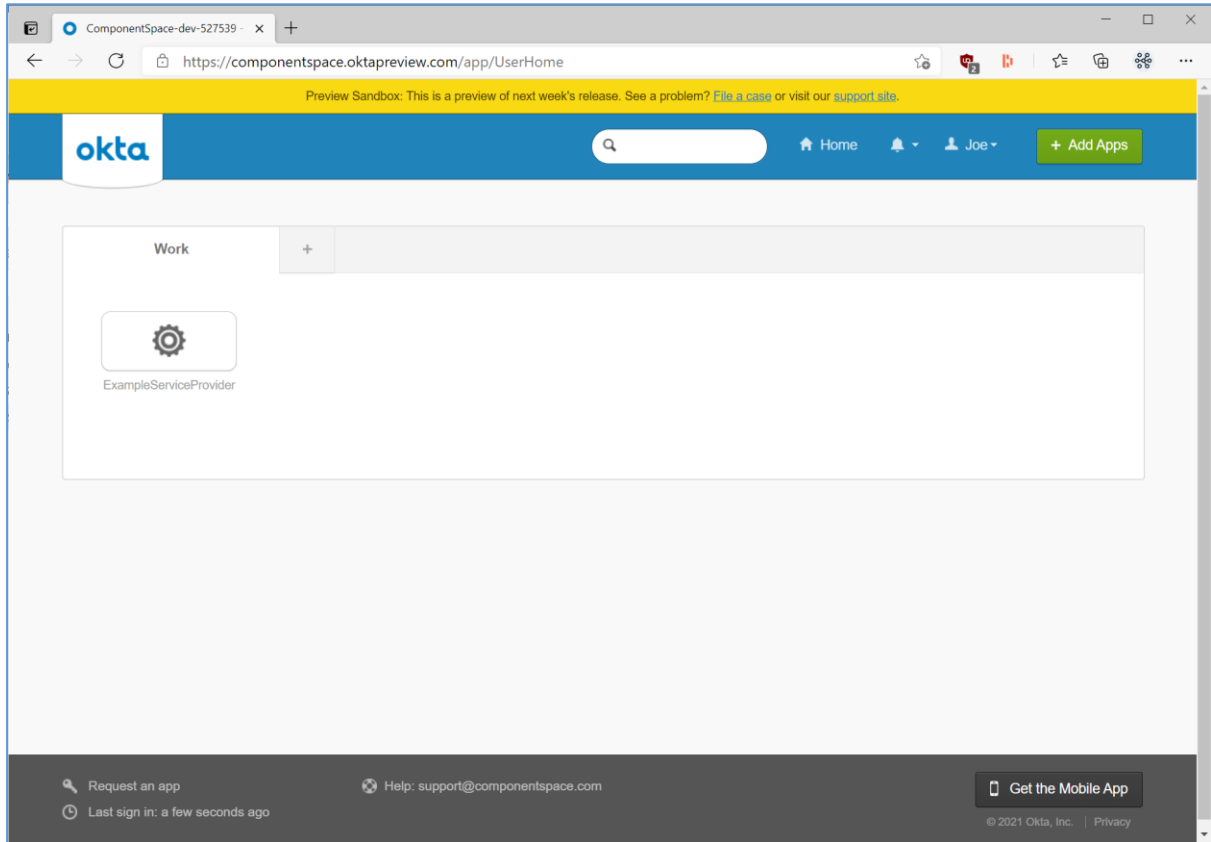 ComponentSpace-dev-527539 -
https://componentspace.oktapreview.com/app/UserHome
2
Preview Sandbox: This is a preview of next week's release. See a problem? File a case or visit our support site.
okta
Home
Joe
+ Add Apps
Work
+
ExampleServiceProvider
Request an app
Help: support@componentspace.com
Get the Mobile App
Last sign in: a few seconds ago
© 2021 Okta, Inc. | Privacy